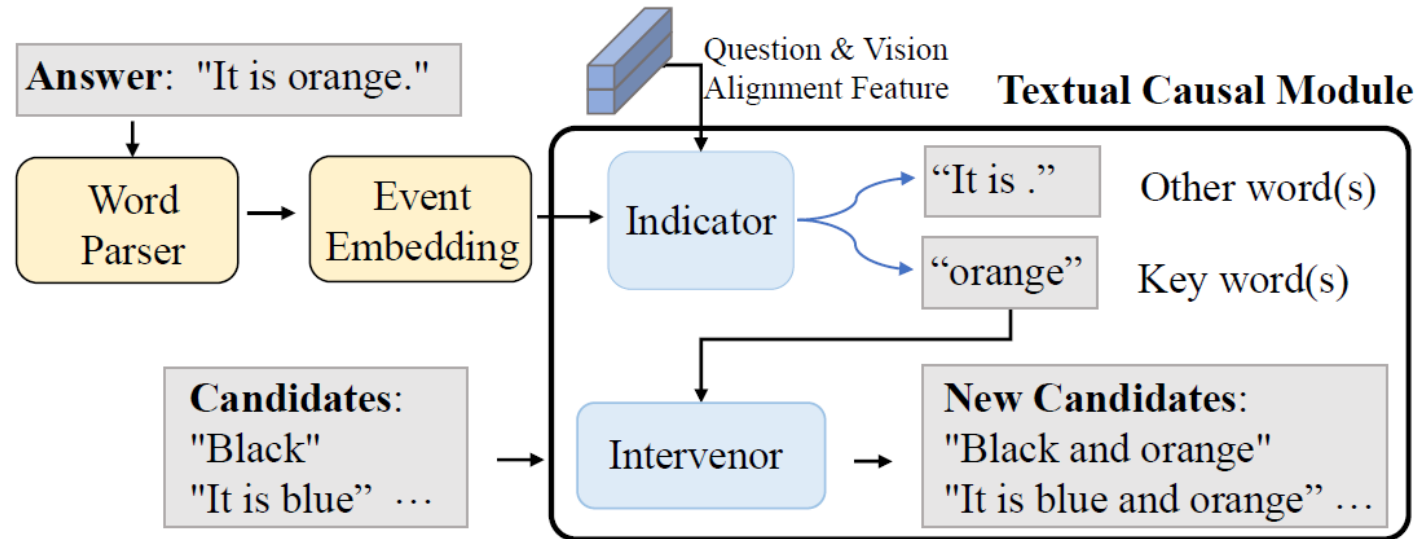 Answer: "It is orange."
Question & Vision
Alignment Feature
Textual Causal Module
Word
Parser
Event
Embedding
Indicator
“It is .”
Other word(s)
“orange”
Key word(s)
Candidates:
"Black"
"It is blue” ...
Intervenor
New Candidates:
"Black and orange"
"It is blue and orange” ...